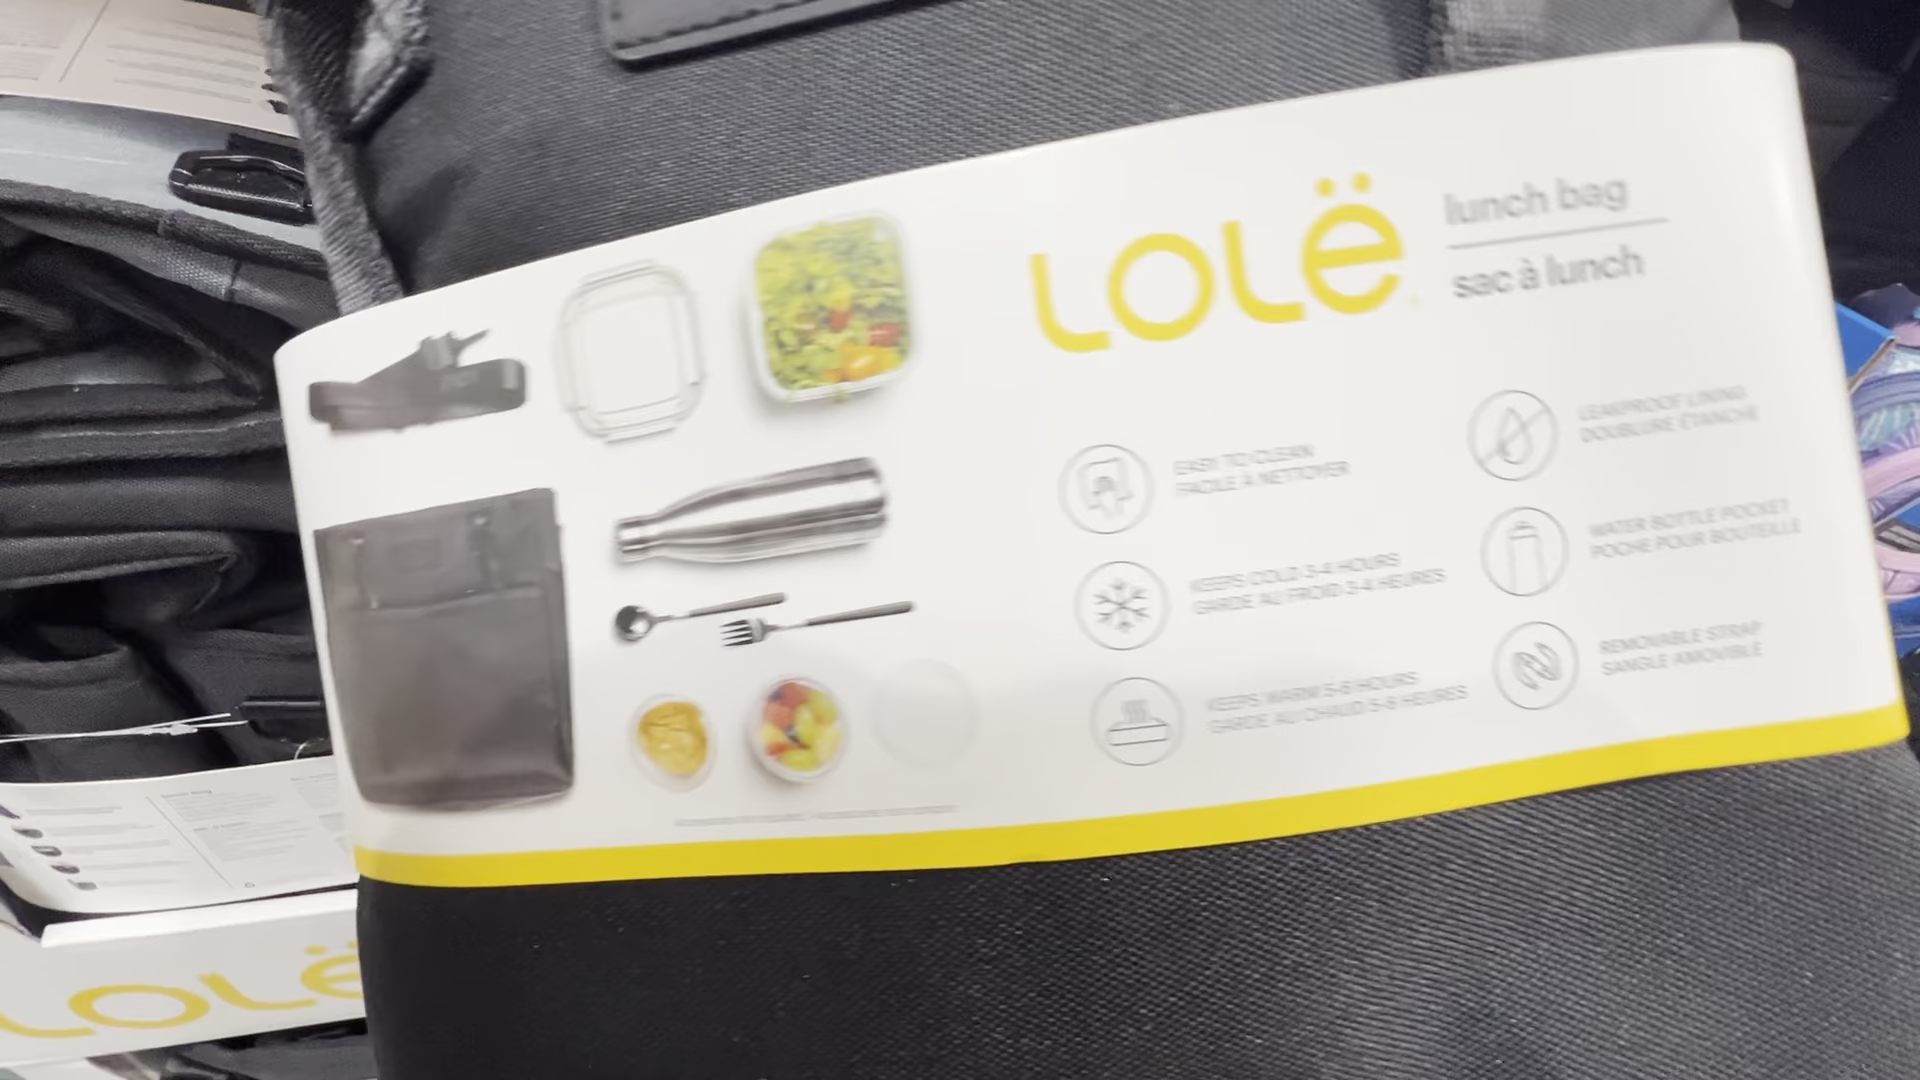 LOLË
lunch bag
sac à lunch
EASY TO CLEAN
FACILE À NETTOYER
KEEPS COLD 3-4 HOURS
GARDE AU FROID 3-4 HEURES
KEEPS WARM 5-6 HOURS
GARDE AU CHAUD 5-6 HEURES
LEAKPROOF LINING
DOUBLURE ÉTANCHE
WATER BOTTLE POCKET
POCHE POUR BOUTEILLE
REMOVABLE STRAP
SANGLE AMOVIBLE
LOLË